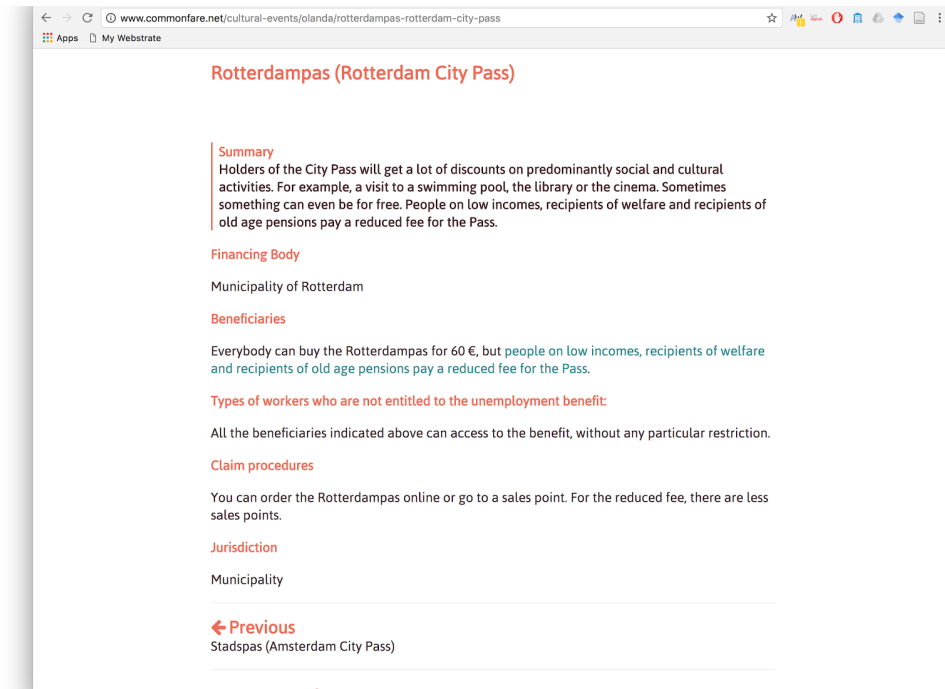 www.commonfare.net/cultural-events/olanda/rotterdampas-rotterdam-city-pass
Apps My Webstrate
Rotterdampas (Rotterdam City Pass)
Summary
Holders of the City Pass will get a lot of discounts on predominantly social and cultural
activities. For example, a visit to a swimming pool, the library or the cinema. Sometimes
something can even be for free. People on low incomes, recipients of welfare and recipients of
old age pensions pay a reduced fee for the Pass.
Financing Body
Municipality of Rotterdam
Beneficiaries
Everybody can buy the Rotterdampas for 60 €, but people on low incomes, recipients of welfare
and recipients of old age pensions pay a reduced fee for the Pass.
Types of workers who are not entitled to the unemployment benefit:
All the beneficiaries indicated above can access to the benefit, without any particular restriction.
Claim procedures
You can order the Rotterdampas online or go to a sales point. For the reduced fee, there are less
sales points.
Jurisdiction
Municipality
Previous
Stadspas (Amsterdam City Pass)